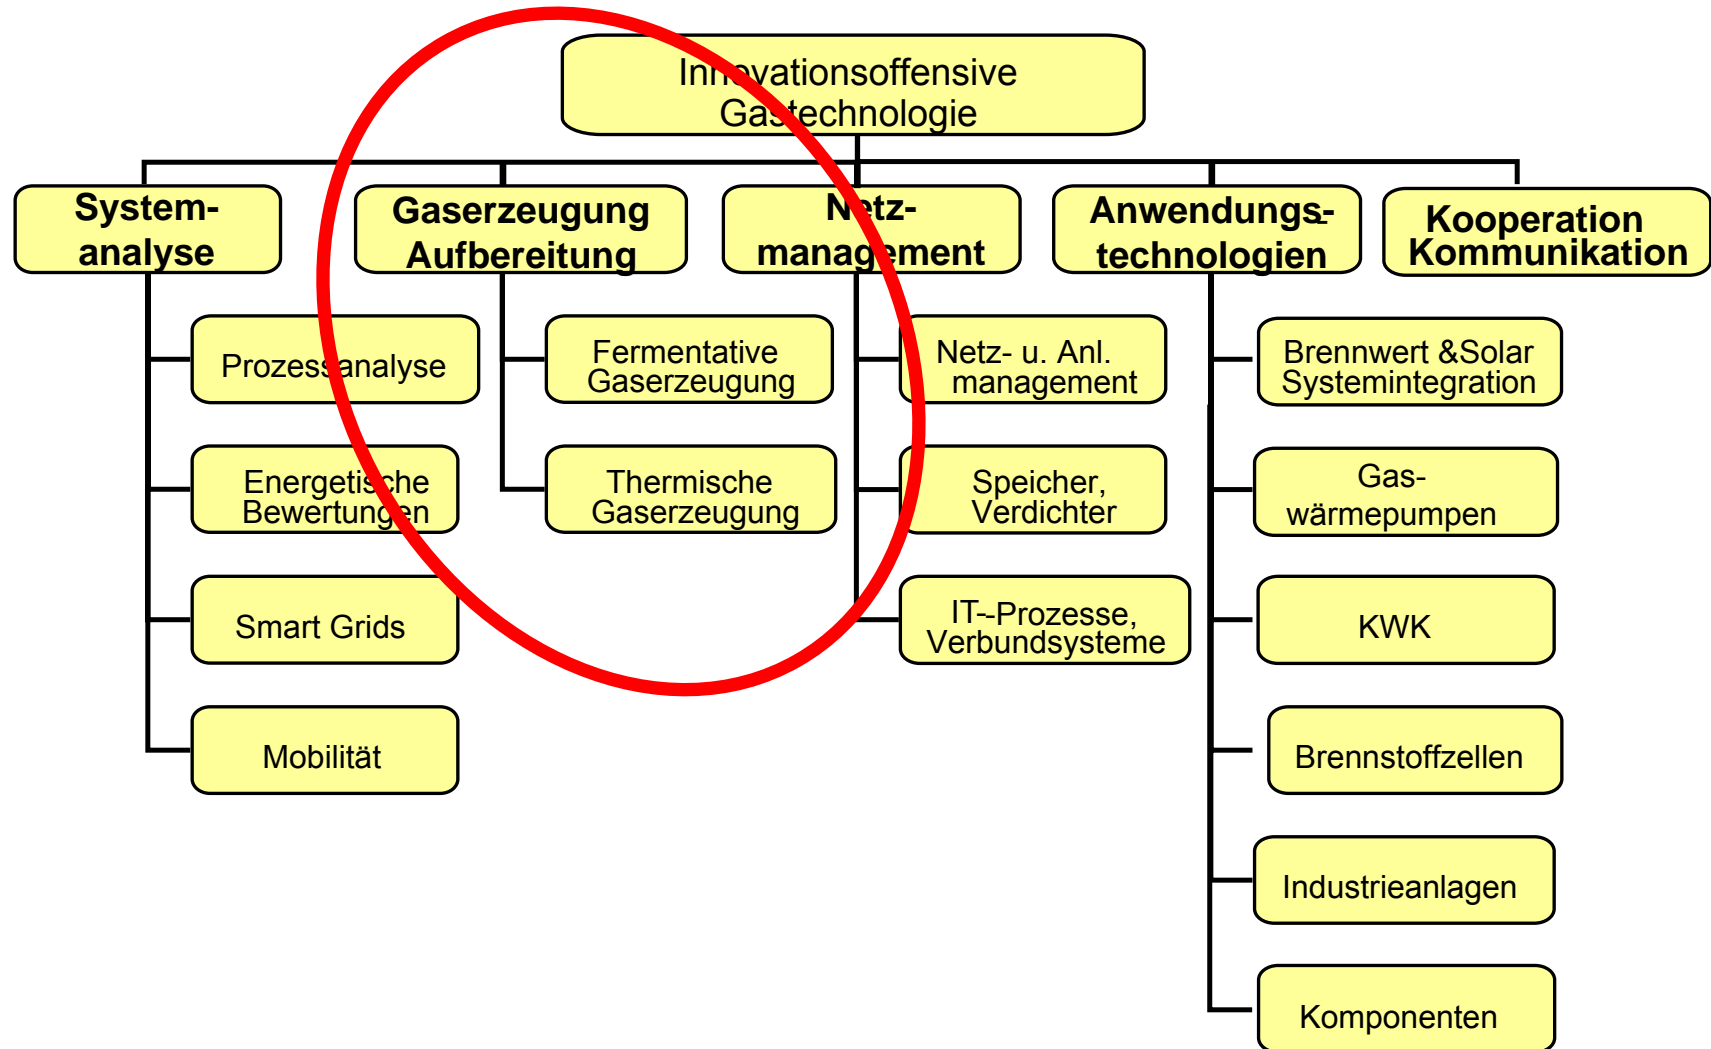 Innovationsoffensive
Gastechnologie
System-
analyse
Gaserzeugung
Aufbereitung
Netz-
management
Anwendungs-
technologien
Kooperation
Kommunikation
Prozessanalyse
Energetische
Bewertungen
Smart Grids
Mobilität
Fermentative
Gaserzeugung
Thermische
Gaserzeugung
Netz- u. Anl.
management
Speicher,
Verdichter
IT--Prozesse,
Verbundsysteme
Brennwert &Solar
Systemintegration
Gas-
wärmepumpen
KWK
Brennstoffzellen
Industrieanlagen
Komponenten